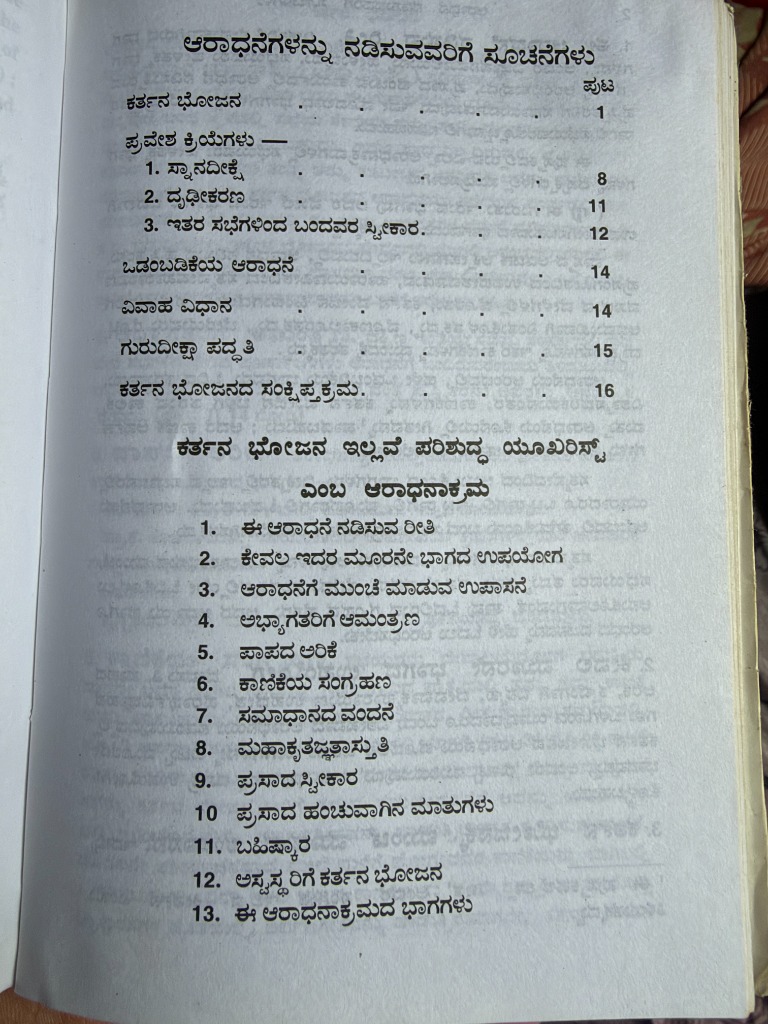 ಆರಾಧನೆಗಳನ್ನು ನಡಿಸುವವರಿಗೆ ಸೂಚನೆಗಳು
ಪುಟ
ಕರ್ತನ ಭೋಜನ . . . . . 1
ಪ್ರವೇಶ ಕ್ರಿಯೆಗಳು —
1. ಸ್ನಾನದೀಕ್ಷೆ . . . . . 8
2. ದೃಢೀಕರಣ . . . . . 11
3. ಇತರ ಸಭೆಗಳಿಂದ ಬಂದವರ ಸ್ವೀಕಾರ. . . 12
ಒಡಂಬಡಿಕೆಯ ಆರಾಧನೆ . . . . 14
ವಿವಾಹ ವಿಧಾನ . . . . . 14
ಗುರುದೀಕ್ಷಾ ಪದ್ಧತಿ . . . . . 15
ಕರ್ತನ ಭೋಜನದ ಸಂಕ್ಷಿಪ್ತಕ್ರಮ. . . . 16
ಕರ್ತನ ಭೋಜನ ಇಲ್ಲವೆ ಪರಿಶುದ್ಧ ಯೂಖರಿಸ್ಟ್
ಎಂಬ ಆರಾಧನಾಕ್ರಮ
1. ಈ ಆರಾಧನೆ ನಡಿಸುವ ರೀತಿ
2. ಕೇವಲ ಇದರ ಮೂರನೇ ಭಾಗದ ಉಪಯೋಗ
3. ಆರಾಧನೆಗೆ ಮುಂಚೆ ಮಾಡುವ ಉಪಾಸನೆ
4. ಅಭ್ಯಾಗತರಿಗೆ ಆಮಂತ್ರಣ
5. ಪಾಪದ ಅರಿಕೆ
6. ಕಾಣಿಕೆಯ ಸಂಗ್ರಹಣ
7. ಸಮಾಧಾನದ ವಂದನೆ
8. ಮಹಾಕೃತಜ್ಞತಾಸ್ತುತಿ
9. ಪ್ರಸಾದ ಸ್ವೀಕಾರ
10 ಪ್ರಸಾದ ಹಂಚುವಾಗಿನ ಮಾತುಗಳು
11. ಬಹಿಷ್ಕಾರ
12. ಅಸ್ವಸ್ಥರಿಗೆ ಕರ್ತನ ಭೋಜನ
13. ಈ ಆರಾಧನಾಕ್ರಮದ ಭಾಗಗಳು